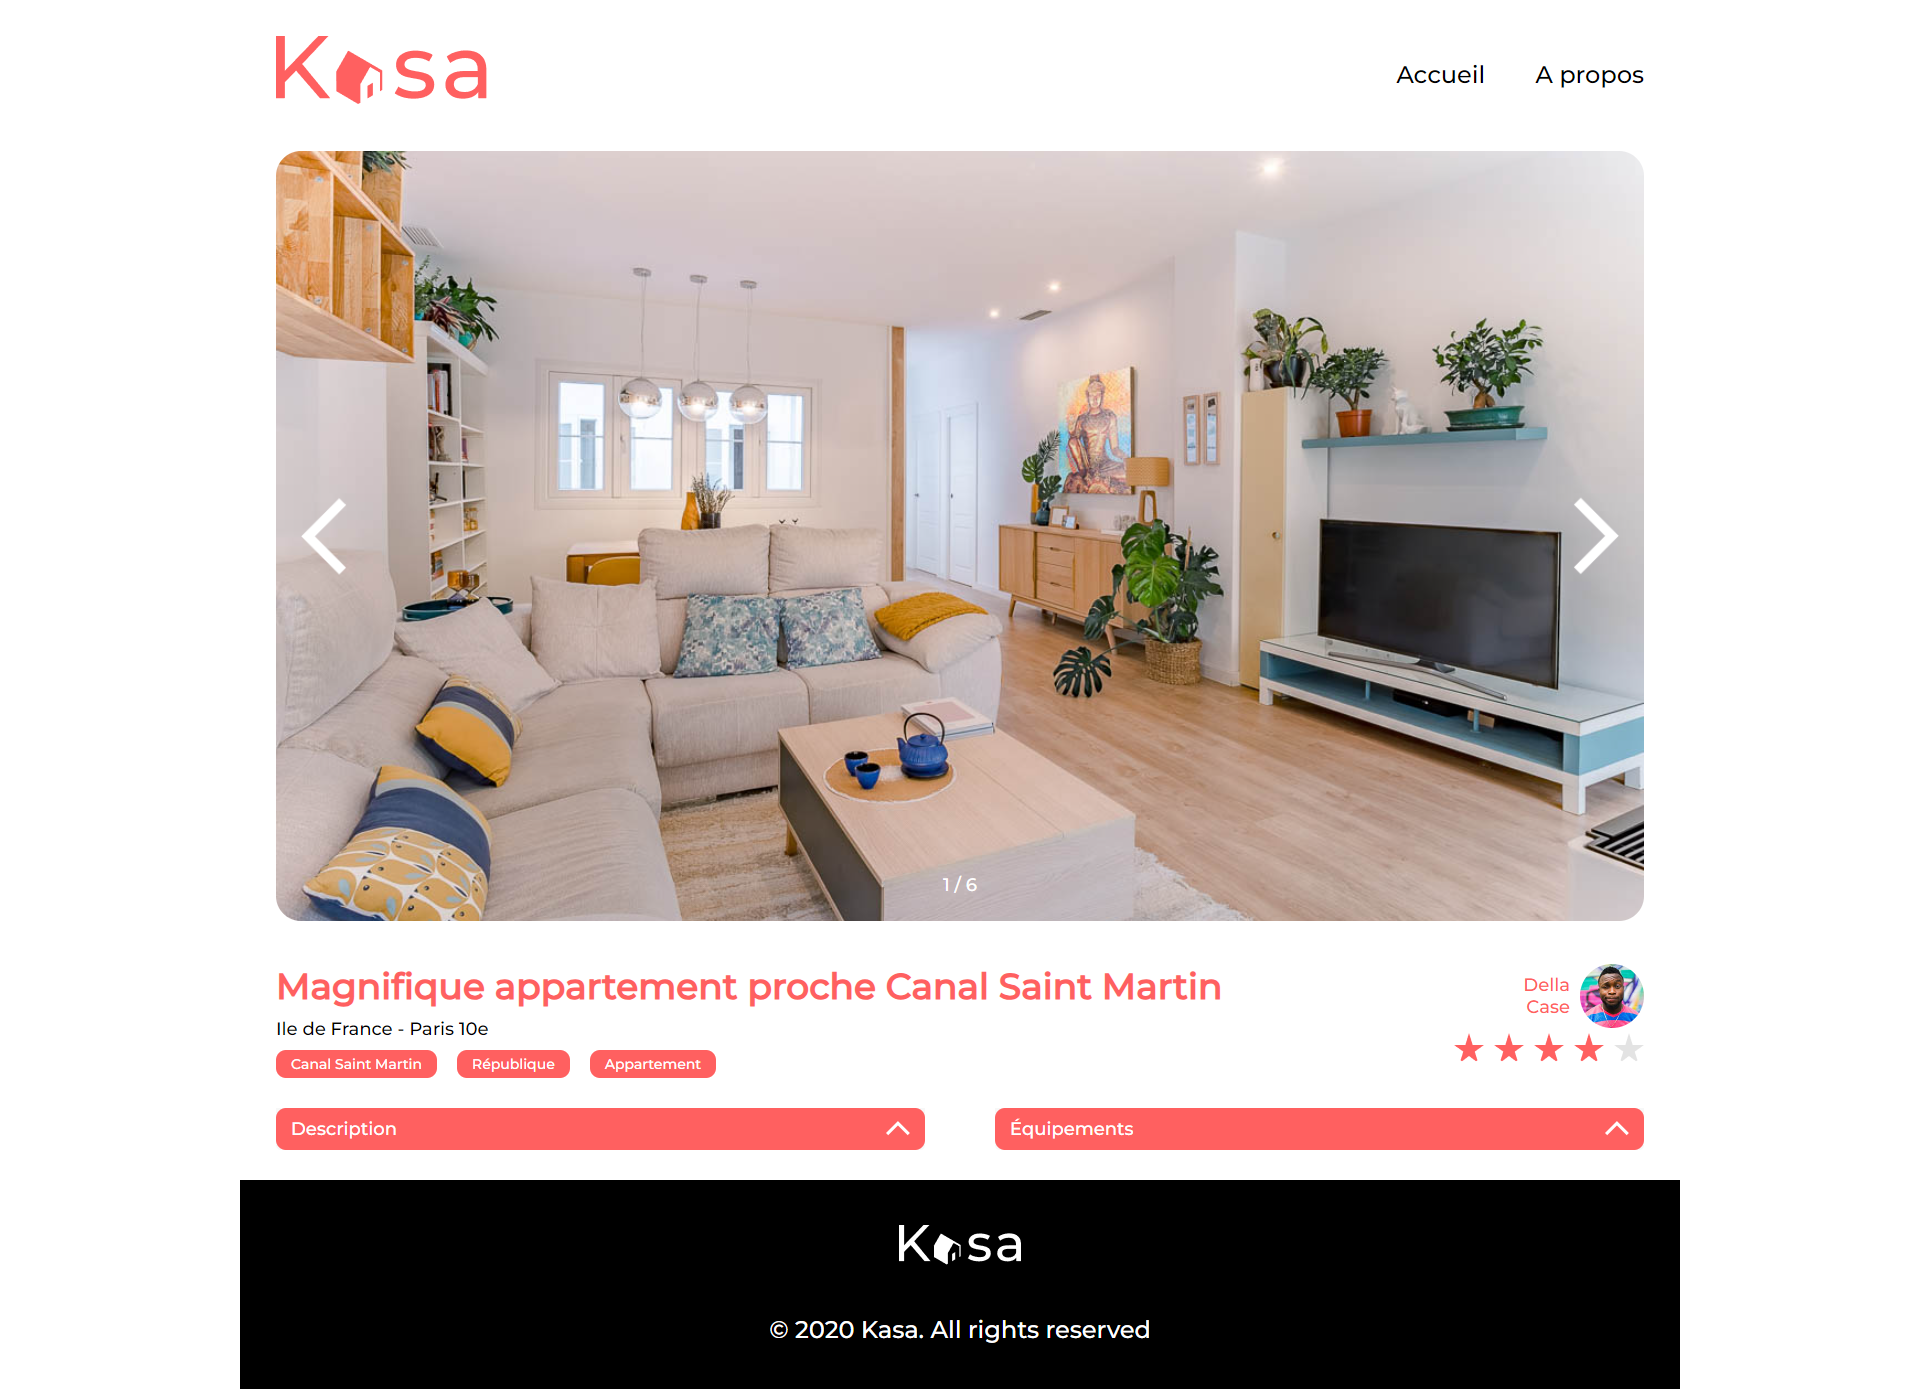 Kasa
Accueil
A propos
1 / 6
Magnifique appartement proche Canal Saint Martin
Della
Case
Ile de France - Paris 10e
Canal Saint Martin
République
Appartement
Description
Équipements
Kasa
© 2020 Kasa. All rights reserved